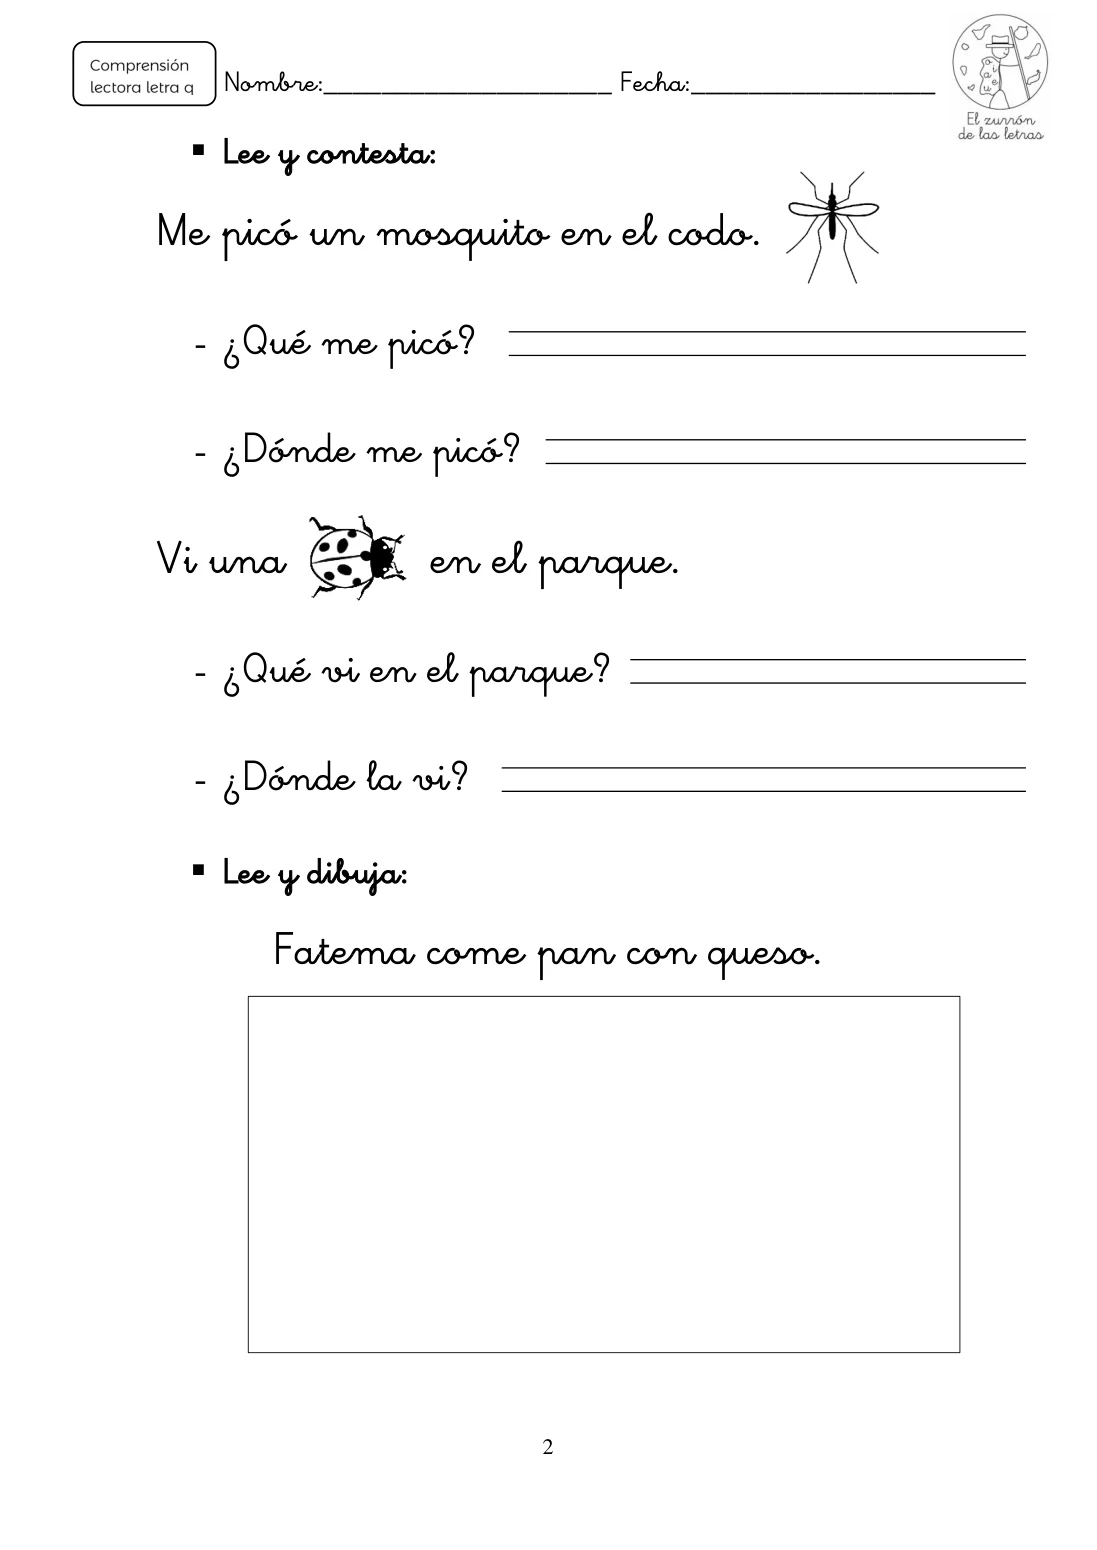 Comprensión
lectora letra q
Nombre:____________________ Fecha:_________________
El zurrón
de las letras
▪ Lee y contesta:
Me picó un mosquito en el codo.
- ¿Qué me picó?
- ¿Dónde me picó?
Vi una en el parque.
- ¿Qué vi en el parque?
- ¿Dónde la vi?
▪ Lee y dibuja:
Fatema come pan con queso.
2